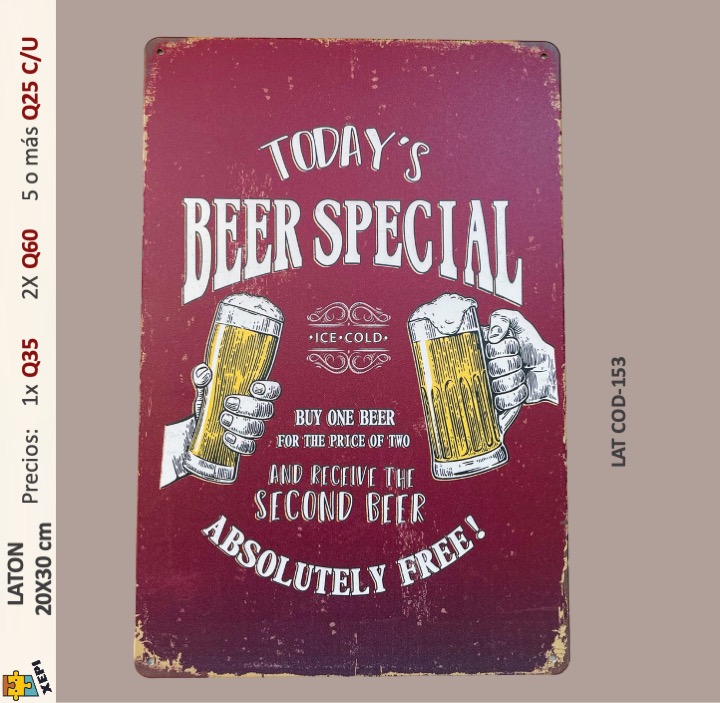 TODAY'S
BEER SPECIAL
•ICE•COLD•
BUY ONE BEER
FOR THE PRICE OF TWO
AND RECEIVE THE
SECOND BEER
ABSOLUTELY FREE!
LATON
20X30 cm
Precios: 1x Q35 2X Q60 5 o más Q25 C/U
XEPI
LAT COD-153